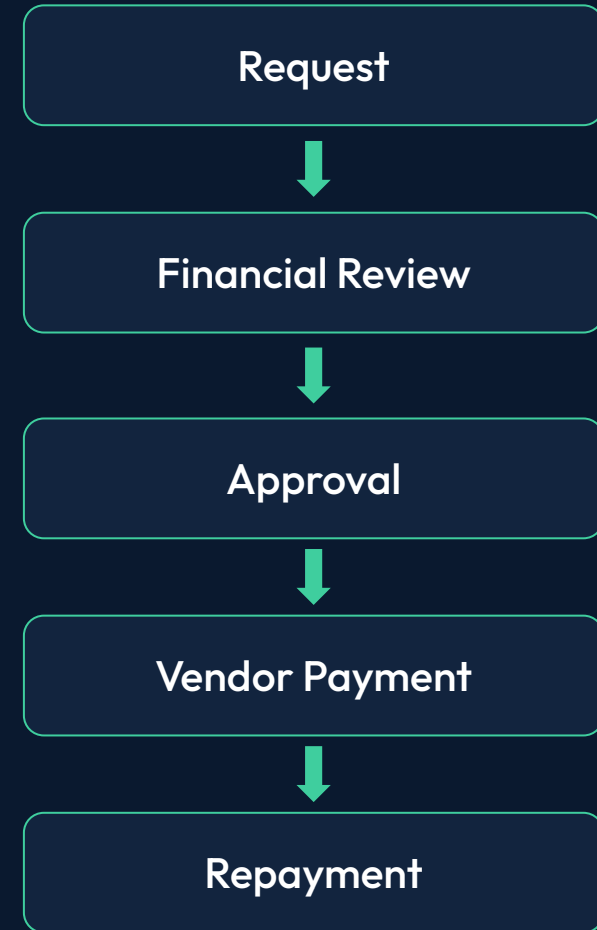 Request
Financial Review
Approval
Vendor Payment
Repayment